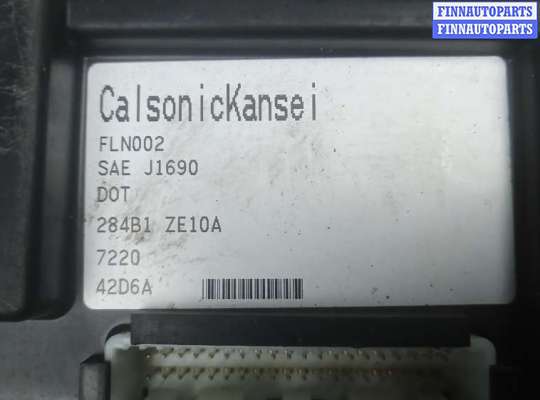 FINNAUTOPARTS
FINNAUTOPARTS
CalsonicKansei
FLN002
SAE J1690
DOT
284B1 ZE10A
7220
42D6A